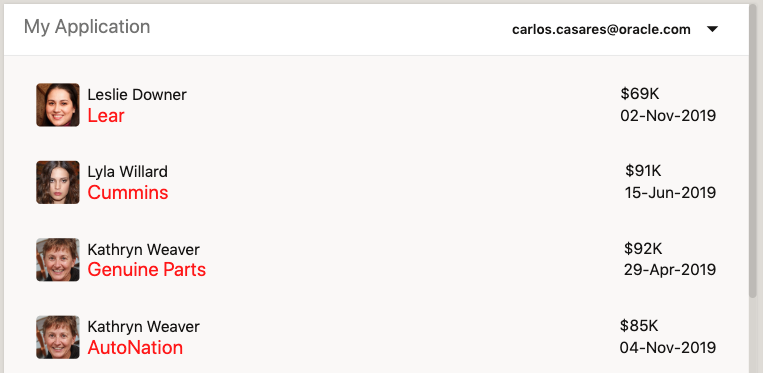 My Application
carlos.casares@oracle.com
Leslie Downer
$69K
Lear
02-Nov-2019
Lyla Willard
$91K
Cummins
15-Jun-2019
Kathryn Weaver
$92K
Genuine Parts
29-Apr-2019
Kathryn Weaver
$85K
AutoNation
04-Nov-2019